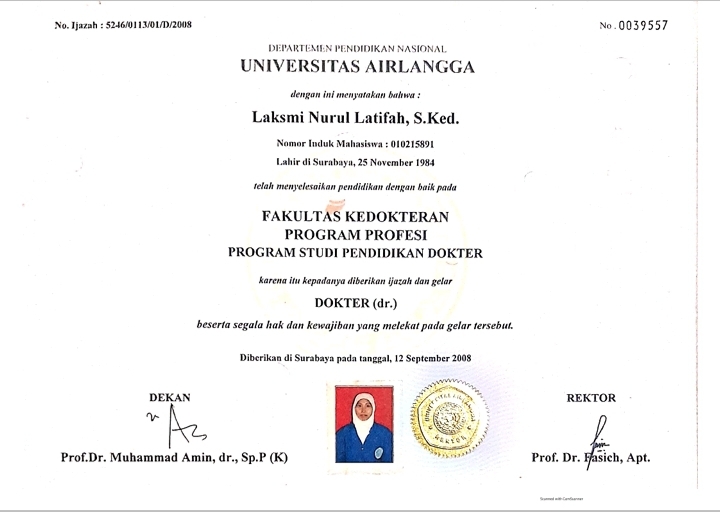 No. Ijazah : 5246/0113/01/D/2008
No. 0039557
DEPARTEMEN PENDIDIKAN NASIONAL
UNIVERSITAS AIRLANGGA
dengan ini menyatakan bahwa :
Laksmi Nurul Latifah, S.Ked.
Nomor Induk Mahasiswa : 010215891
Lahir di Surabaya, 25 November 1984
telah menyelesaikan pendidikan dengan baik pada
FAKULTAS KEDOKTERAN
PROGRAM PROFESI
PROGRAM STUDI PENDIDIKAN DOKTER
karena itu kepadanya diberikan ijazah dan gelar
DOKTER (dr.)
beserta segala hak dan kewajiban yang melekat pada gelar tersebut.
Diberikan di Surabaya pada tanggal, 12 September 2008
DEKAN
REKTOR
REKTOR
Prof.Dr. Muhammad Amin, dr., Sp.P (K)
Prof. Dr. Fasich, Apt.
Scanned with CamScanner